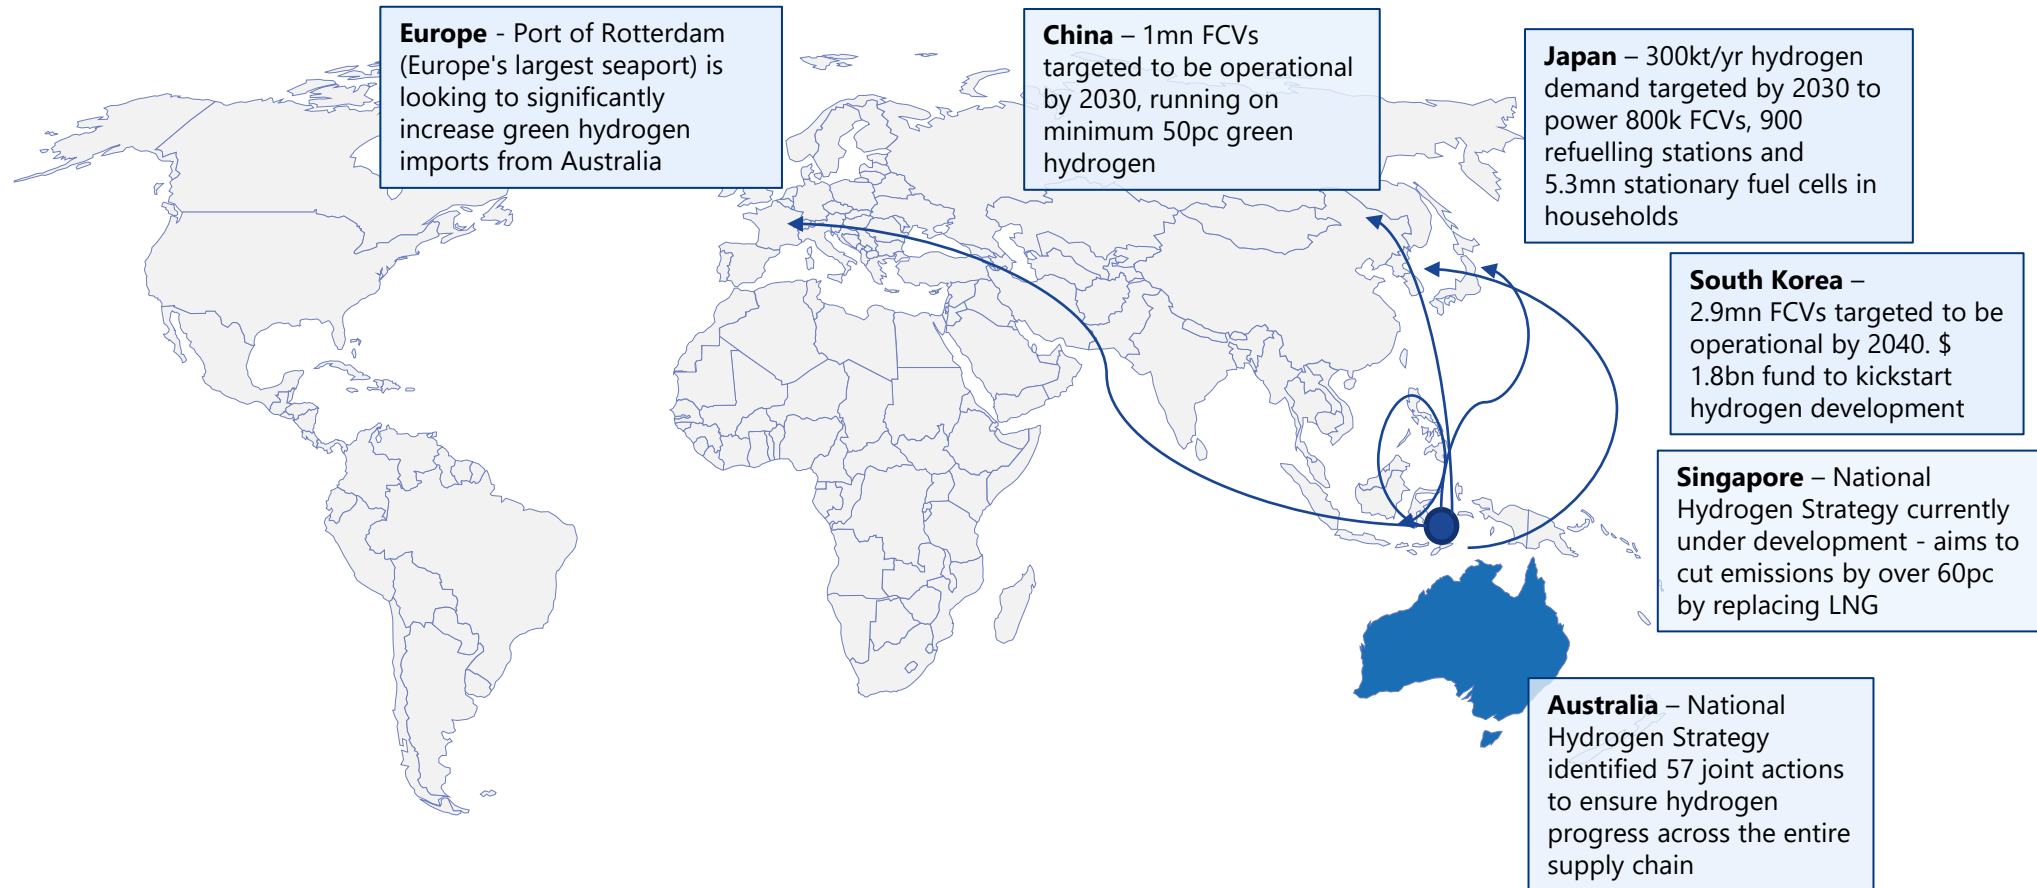 Europe - Port of Rotterdam
(Europe's largest seaport) is
looking to significantly
increase green hydrogen
imports from Australia
China – 1mn FCVs
targeted to be operational
by 2030, running on
minimum 50pc green
hydrogen
Japan – 300kt/yr hydrogen
demand targeted by 2030 to
power 800k FCVs, 900
refuelling stations and
5.3mn stationary fuel cells in
households
South Korea –
2.9mn FCVs targeted to be
operational by 2040. $
1.8bn fund to kickstart
hydrogen development
Singapore – National
Hydrogen Strategy currently
under development - aims to
cut emissions by over 60pc
by replacing LNG
Australia – National
Hydrogen Strategy
identified 57 joint actions
to ensure hydrogen
progress across the entire
supply chain